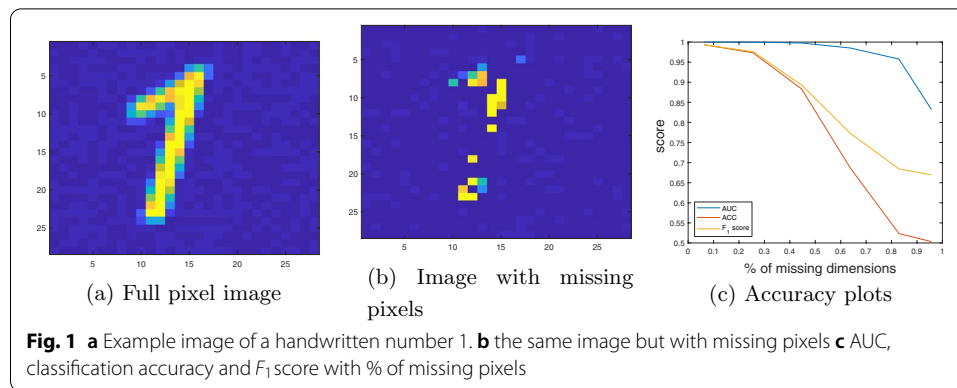 5
10
15
20
25
5 10 15 20 25
(a) Full pixel image
5
10
15
20
25
5 10 15 20 25
(b) Image with missing
pixels
1
0.95
0.9
0.85
0.8
0.75
0.7
0.65
0.6
0.55
0.5
score
AUC
ACC
F1 score
0 0.1 0.2 0.3 0.4 0.5 0.6 0.7 0.8 0.9 1
% of missing dimensions
(c) Accuracy plots
Fig. 1 a Example image of a handwritten number 1. b the same image but with missing pixels c AUC,
classification accuracy and F1 score with % of missing pixels